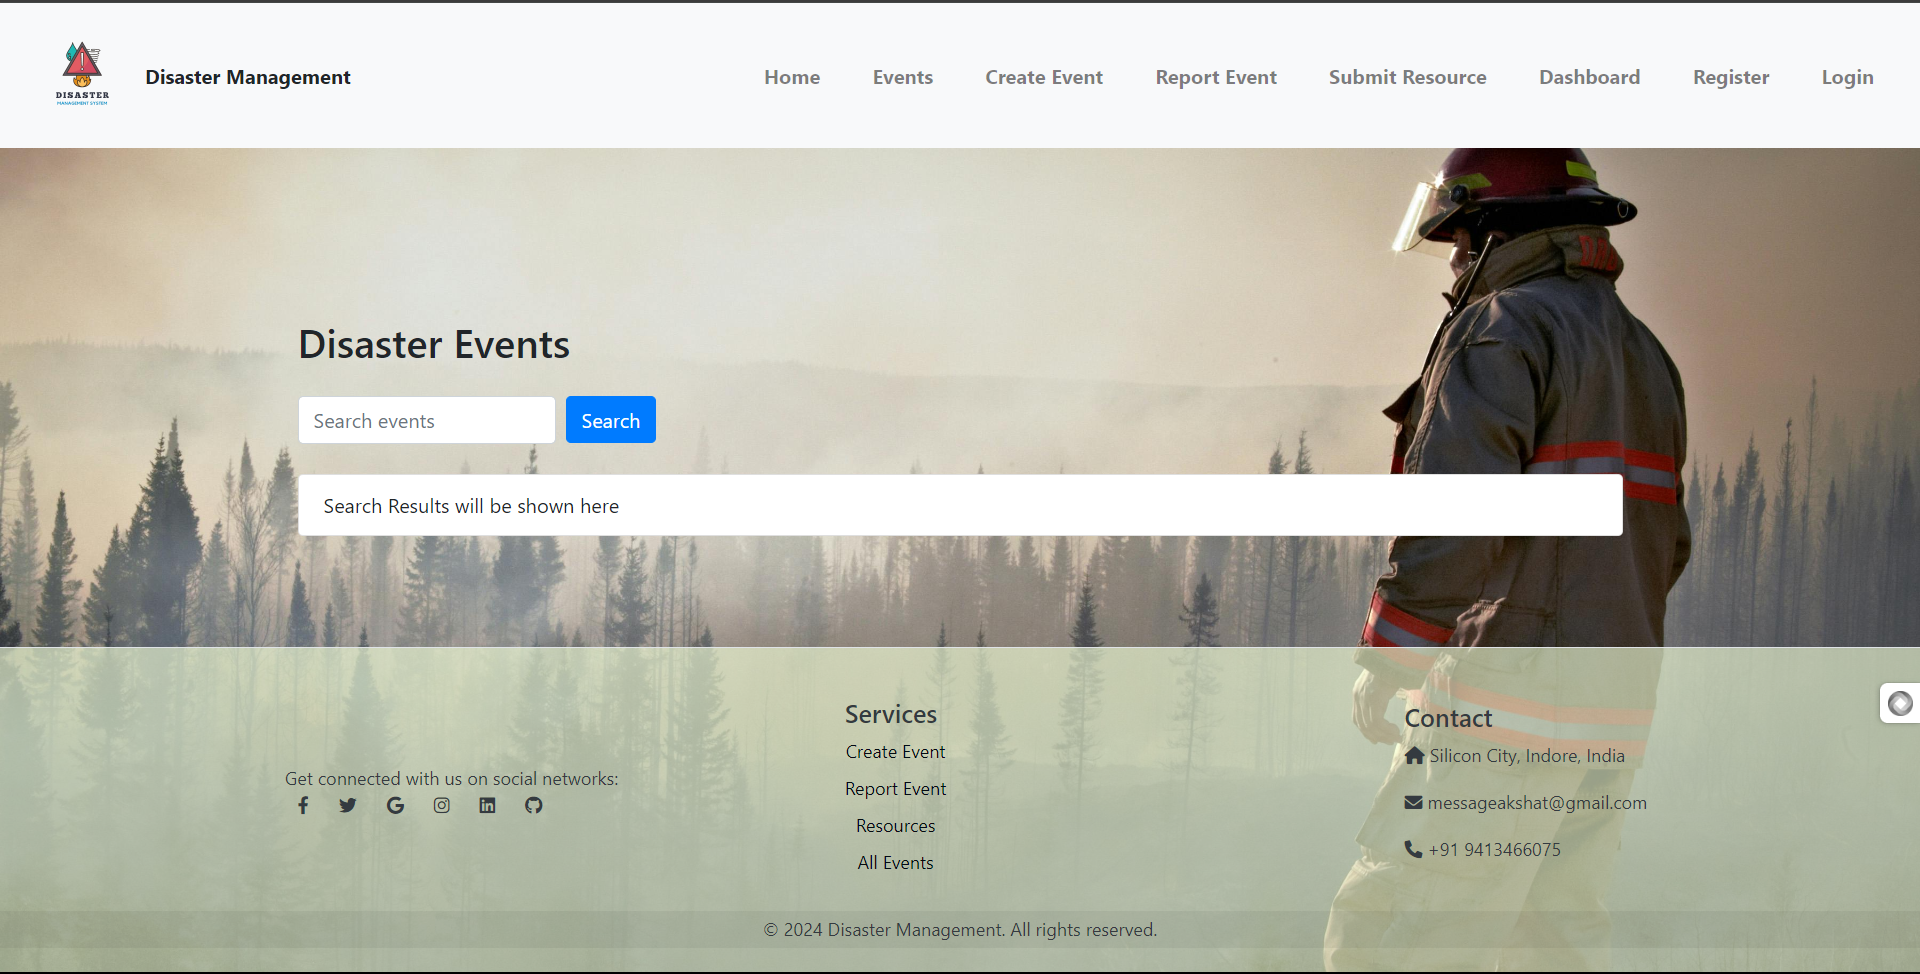 DISASTER
MANAGEMENT SYSTEM
Disaster Management
Home
Events
Create Event
Report Event
Submit Resource
Dashboard
Register
Login
Disaster Events
Search events
Search
Search Results will be shown here
Get connected with us on social networks:
Services
Create Event
Report Event
Resources
All Events
Contact
Silicon City, Indore, India
messageakshat@gmail.com
+91 9413466075
© 2024 Disaster Management. All rights reserved.